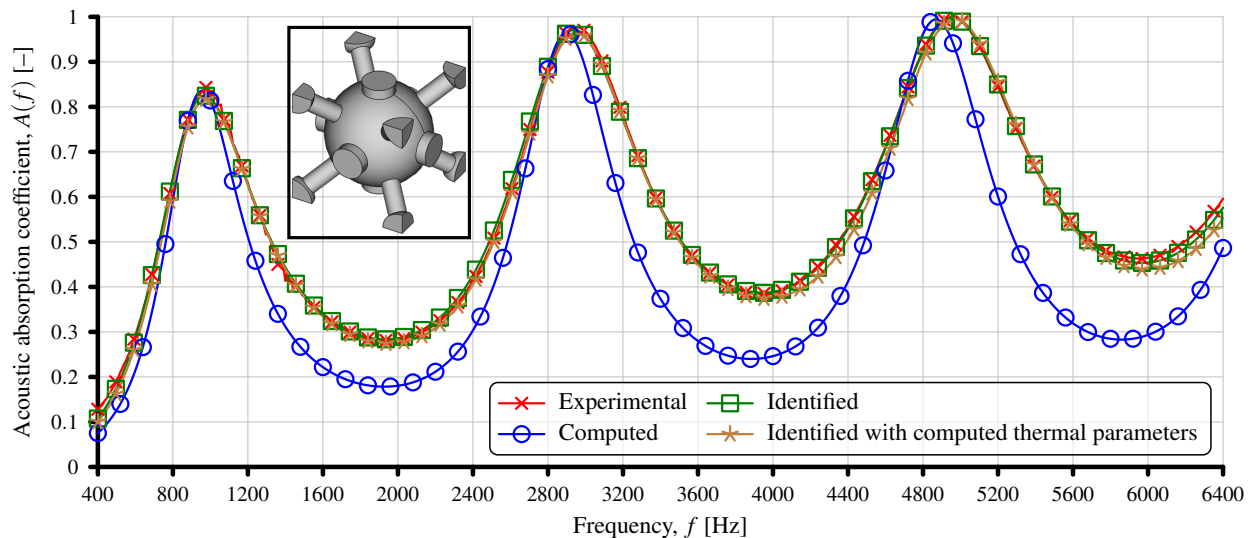 1
0.9
0.8
0.7
0.6
0.5
0.4
0.3
0.2
0.1
0
Acoustic absorption coefficient, A(f) [−]
Experimental
Identified
Computed
Identified with computed thermal parameters
400 800 1200 1600 2000 2400 2800 3200 3600 4000 4400 4800 5200 5600 6000 6400
Frequency, f [Hz]